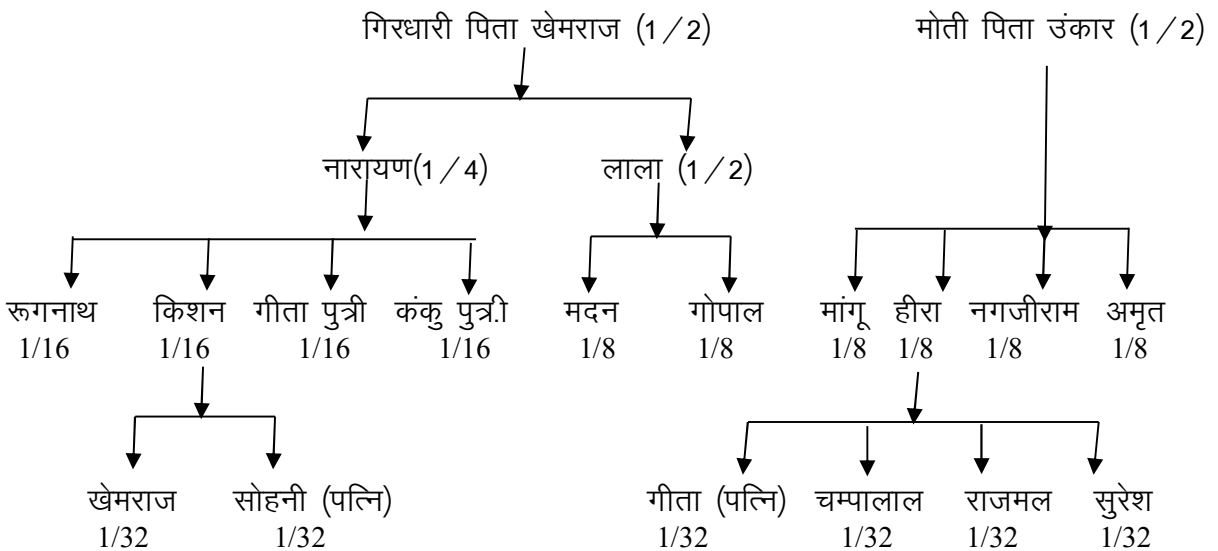 गिरधारी पिता खेमराज (1/2) मोती पिता उंकार (1/2)
नारायण(1/4) लाला (1/2)
रूगनाथ किशन गीता पुत्री कंकु पुत्र.ी मदन गोपाल मांगू हीरा नगजीराम अमृत
1/16 1/16 1/16 1/16 1/8 1/8 1/8 1/8 1/8 1/8
खेमराज सोहनी (पत्नि) गीता (पत्नि) चम्पालाल राजमल सुरेश
1/32 1/32 1/32 1/32 1/32 1/32